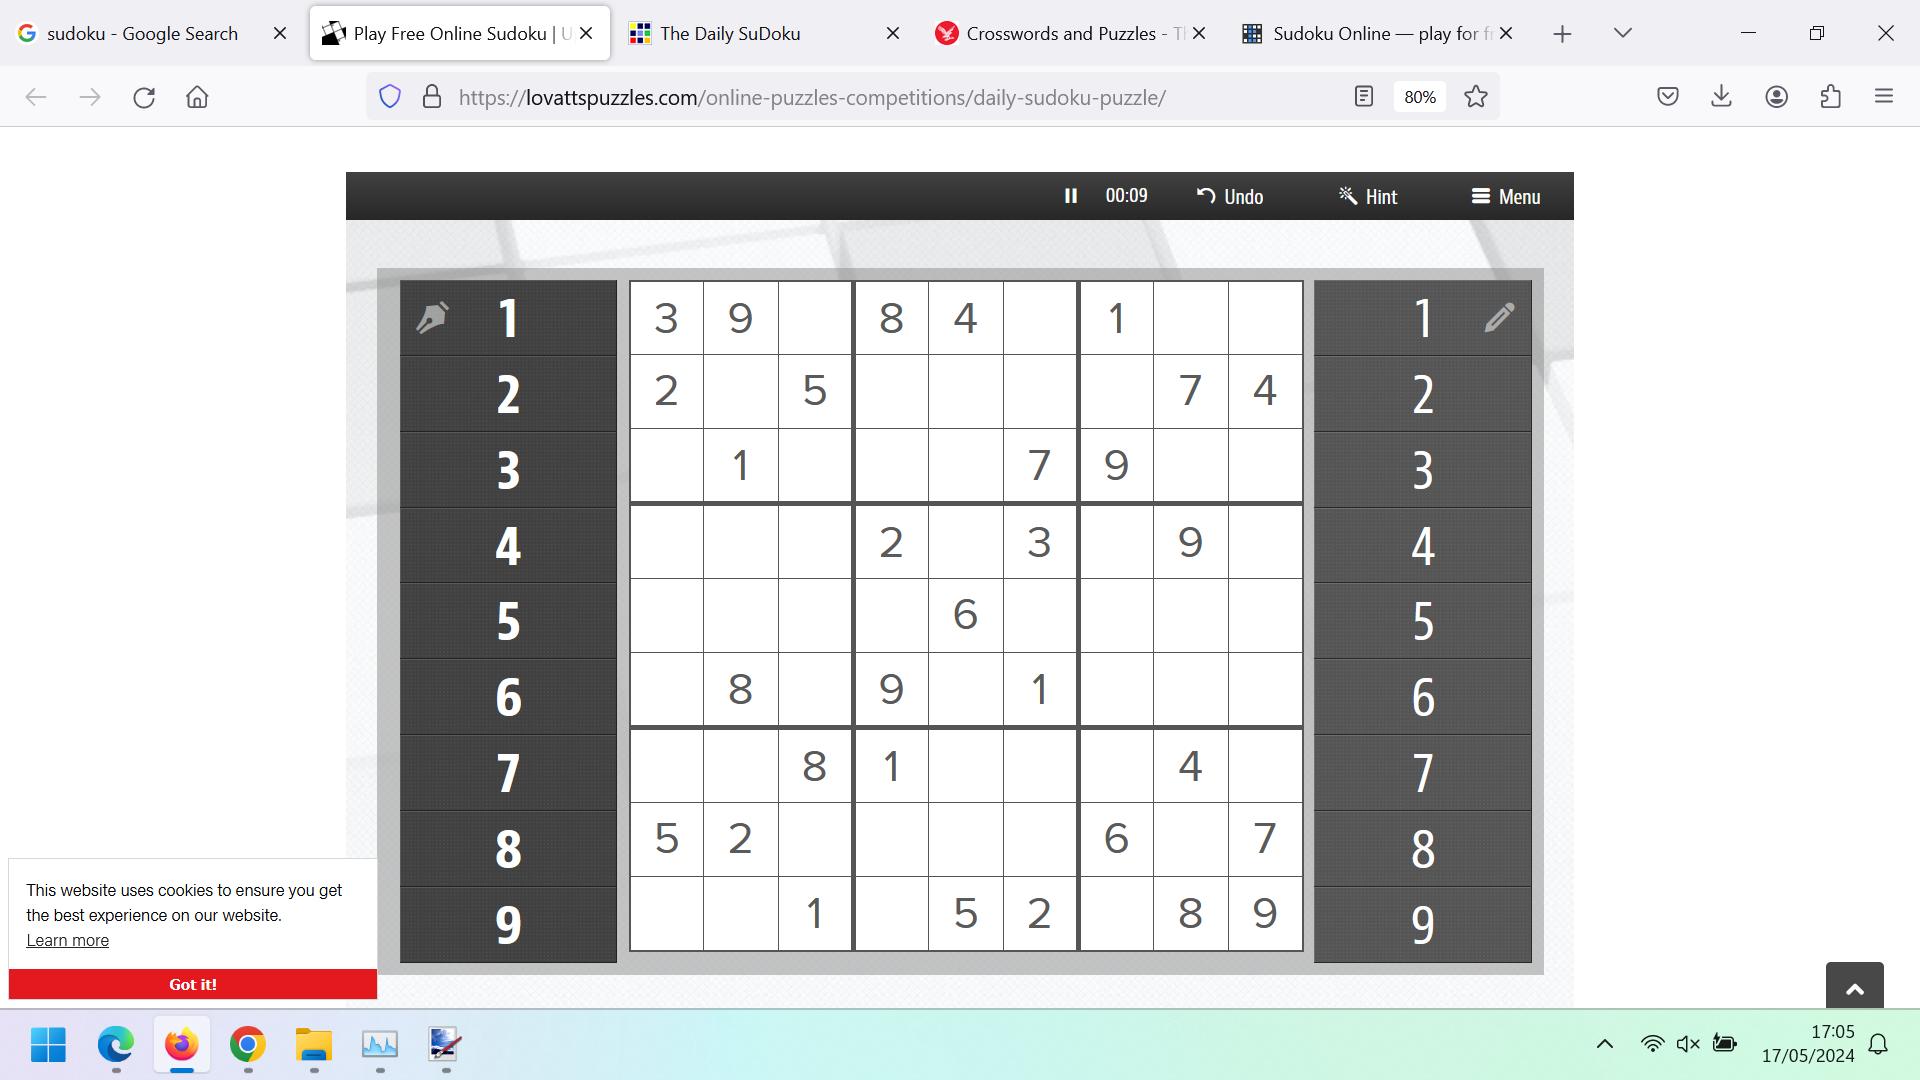 sudoku - Google Search
Play Free Online Sudoku | U
The Daily SuDoku
Crosswords and Puzzles - Th
Sudoku Online — play for fr
https://lovattspuzzles.com/online-puzzles-competitions/daily-sudoku-puzzle/
80%
00:09
Undo
Hint
Menu
1 3 9 8 4 1 1
2 2 5 7 4 2
3 1 7 9 3
4 2 3 9 4
5 6 5
6 8 9 1 6
7 8 1 4 7
8 5 2 6 7 8
9 1 5 2 8 9 9
This website uses cookies to ensure you get
the best experience on our website.
Learn more
Got it!
17:05
17/05/2024